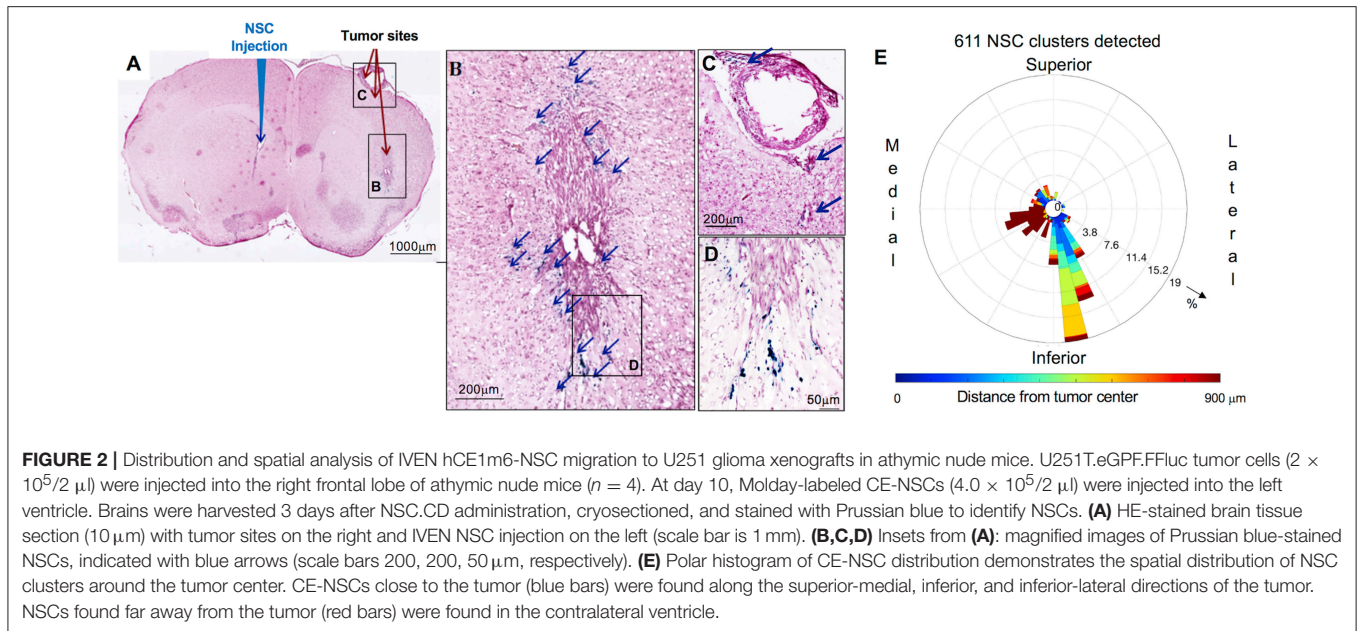 NSC
Injection
Tumor sites
A
C
B
1000μm
B
D
200μm
C
200μm
D
50μm
E
611 NSC clusters detected
Superior
Medial
Lateral
0
3.8
7.6
11.4
15.2
19
%
Inferior
0
Distance from tumor center
900 μm
FIGURE 2 | Distribution and spatial analysis of IVEN hCE1m6-NSC migration to U251 glioma xenografts in athymic nude mice. U251T.eGPF.FFluc tumor cells (2 ×
10⁵/2 μl) were injected into the right frontal lobe of athymic nude mice (n = 4). At day 10, Molday-labeled CE-NSCs (4.0 × 10⁵/2 μl) were injected into the left
ventricle. Brains were harvested 3 days after NSC.CD administration, cryosectioned, and stained with Prussian blue to identify NSCs. (A) HE-stained brain tissue
section (10 μm) with tumor sites on the right and IVEN NSC injection on the left (scale bar is 1 mm). (B,C,D) Insets from (A): magnified images of Prussian blue-stained
NSCs, indicated with blue arrows (scale bars 200, 200, 50 μm, respectively). (E) Polar histogram of CE-NSC distribution demonstrates the spatial distribution of NSC
clusters around the tumor center. CE-NSCs close to the tumor (blue bars) were found along the superior-medial, inferior, and inferior-lateral directions of the tumor.
NSCs found far away from the tumor (red bars) were found in the contralateral ventricle.